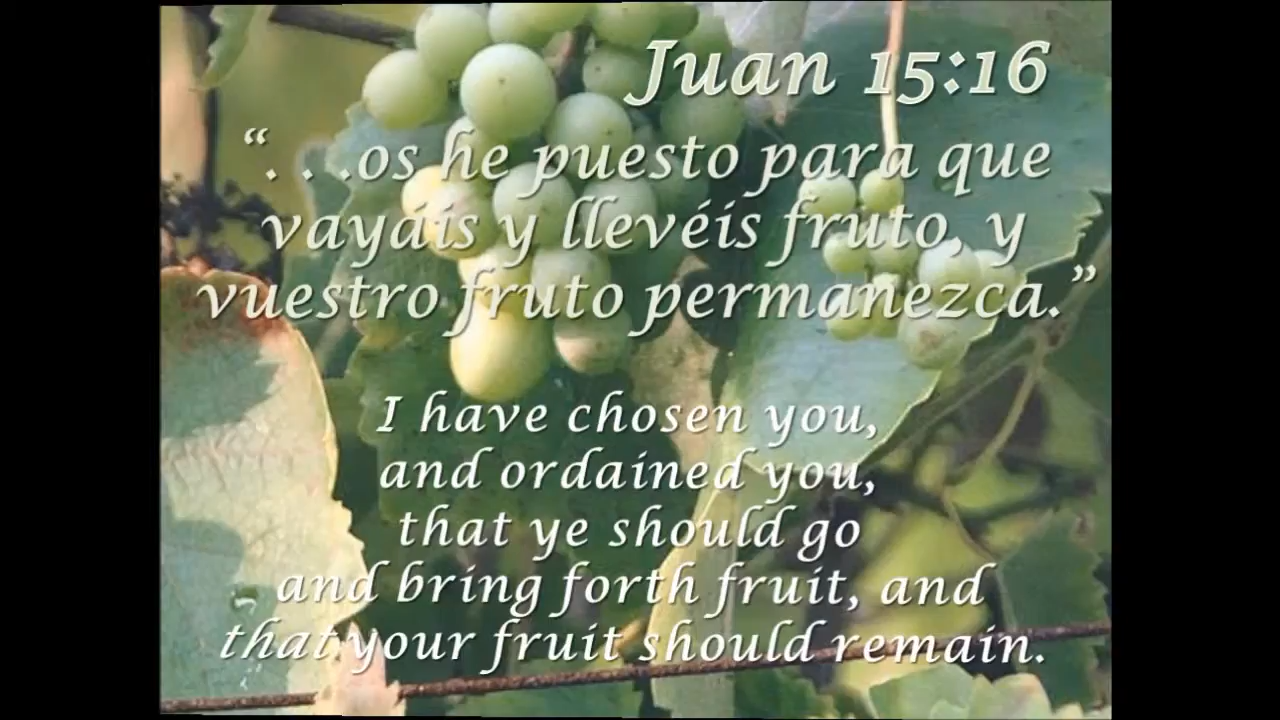 Juan 15:16
“. . .os he puesto para que
vayáis y llevéis fruto, y
vuestro fruto permanezca.”
I have chosen you,
and ordained you,
that ye should go
and bring forth fruit, and
that your fruit should remain.